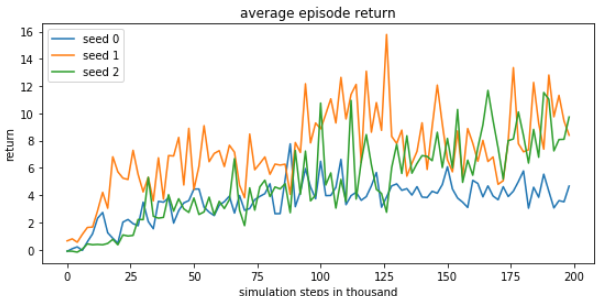 average episode return
16
14
12
10
8
6
4
2
0
return
seed 0
seed 1
seed 2
0 25 50 75 100 125 150 175 200
simulation steps in thousand